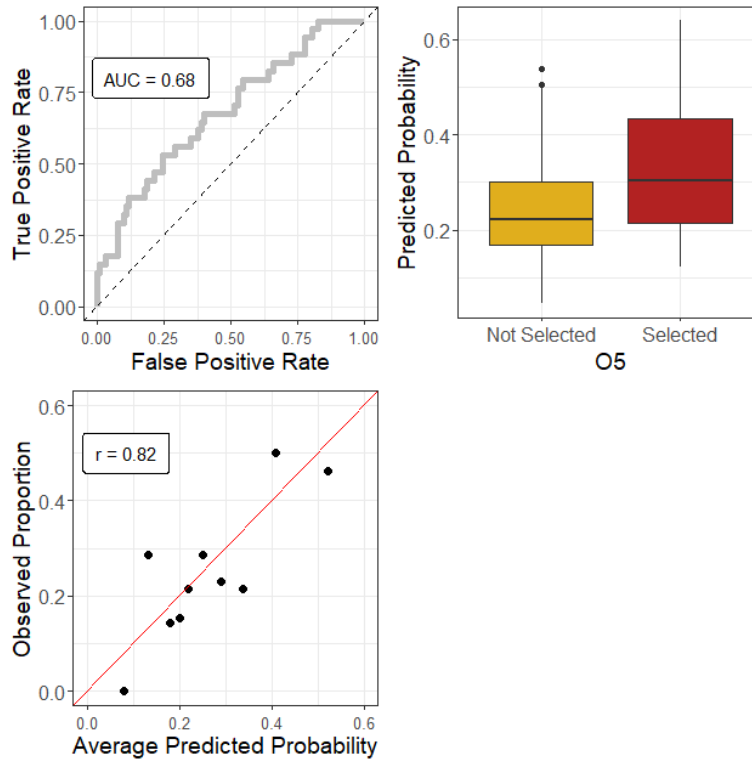 True Positive Rate
1.00
0.75
0.50
0.25
0.00
AUC = 0.68
0.00 0.25 0.50 0.75 1.00
False Positive Rate
Predicted Probability
0.6
0.4
0.2
Not Selected Selected
O5
Observed Proportion
0.6
0.4
0.2
0.0
r = 0.82
0.0 0.2 0.4 0.6
Average Predicted Probability